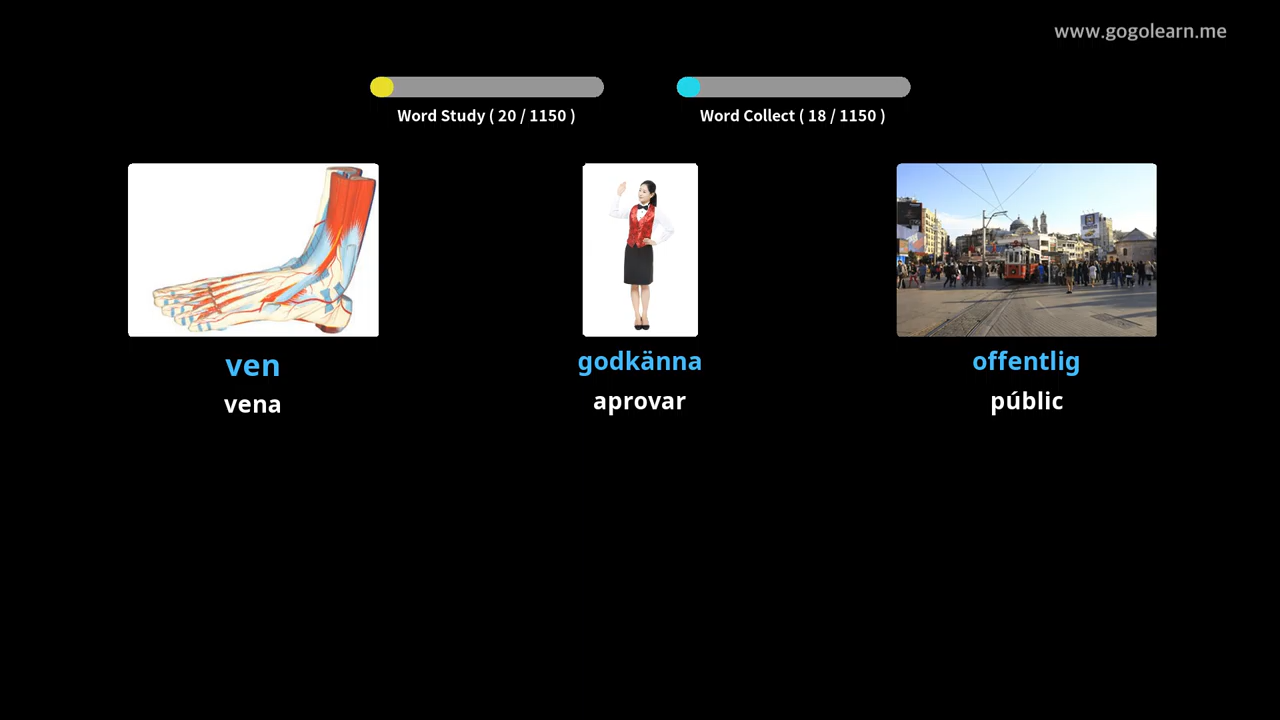 www.gogolearn.me
Word Study ( 20 / 1150 )
Word Collect ( 18 / 1150 )
ven
godkänna
offentlig
vena
aprovar
públic